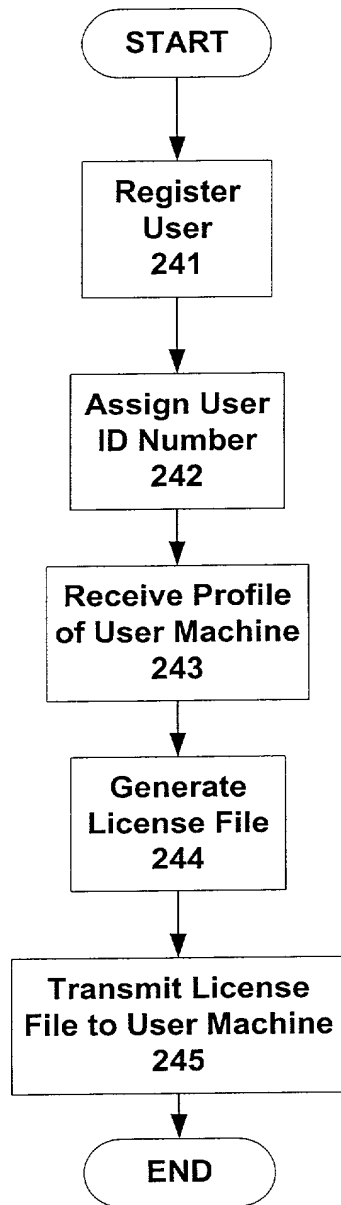 START
Register
User
241
Assign User
ID Number
242
Receive Profile
of User Machine
243
Generate
License File
244
Transmit License
File to User Machine
245
END